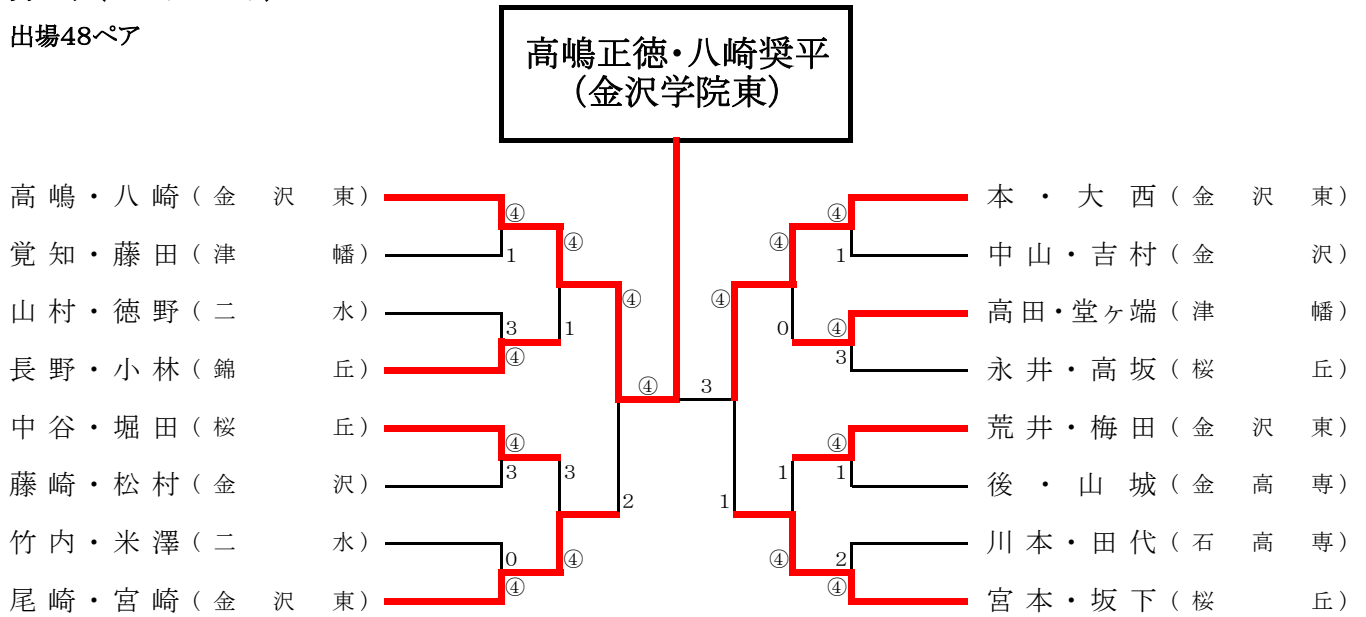 出場48ペア
高嶋正徳・八崎奨平
（金沢学院東）
高嶋・八崎（金沢東）
覚知・藤田（津幡）
山村・徳野（二水）
長野・小林（錦丘）
中谷・堀田（桜丘）
藤崎・松村（金沢）
竹内・米澤（二水）
尾崎・宮崎（金沢東）
④
1
3
④
④
3
0
④
④
1
3
④
④
2
④
3
④
1
④
0
④
1
④
1
④
3
④
1
2
④
本・大西（金沢東）
中山・吉村（金沢）
高田・堂ヶ端（津幡）
永井・高坂（桜丘）
荒井・梅田（金沢東）
後・山城（金高専）
川本・田代（石高専）
宮本・坂下（桜丘）